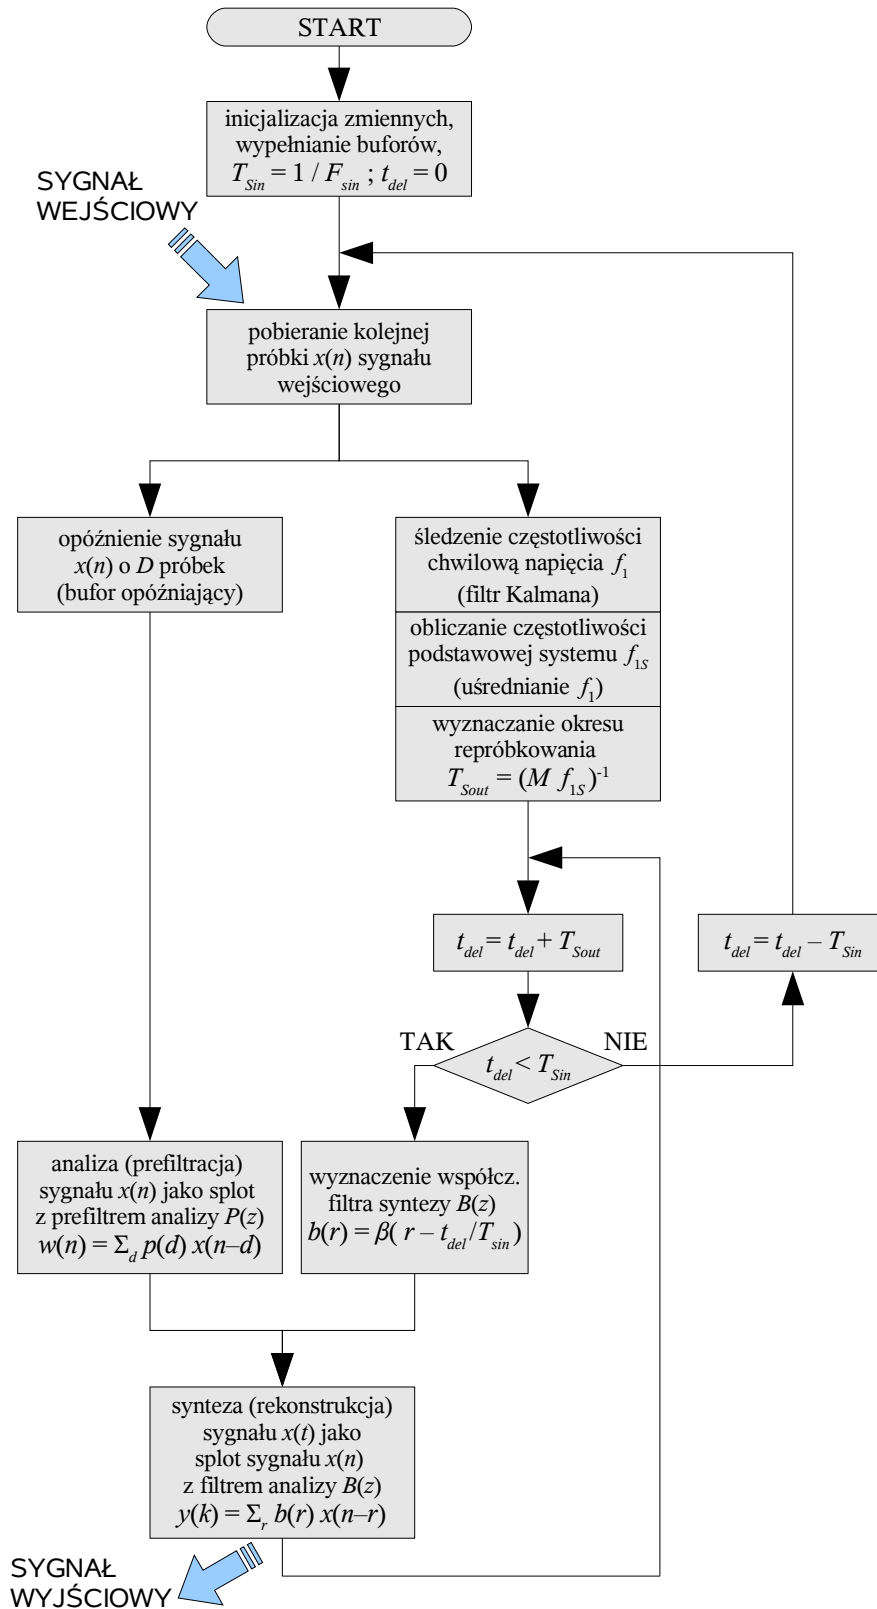 START
inicjalizacja zmiennych,
wypełnianie buforów,
T_Sin = 1 / F_sin ; t_del = 0
SYGNAŁ
WEJŚCIOWY
pobieranie kolejnej
próbki x(n) sygnału
wejściowego
opóźnienie sygnału
x(n) o D próbek
(bufor opóźniający)
śledzenie częstotliwości
chwilową napięcia f_1
(filtr Kalmana)
obliczanie częstotliwości
podstawowej systemu f_1S
(uśrednianie f_1)
wyznaczanie okresu
repróbkowania
T_Sout = (M f_1S)^-1
t_del = t_del + T_Sout
t_del = t_del – T_Sin
TAK
NIE
t_del < T_Sin
analiza (prefiltracja)
sygnału x(n) jako splot
z prefiltrem analizy P(z)
w(n) = Σ_d p(d) x(n–d)
wyznaczenie współcz.
filtra syntezy B(z)
b(r) = β( r – t_del/T_sin)
synteza (rekonstrukcja)
sygnału x(t) jako
splot sygnału x(n)
z filtrem analizy B(z)
y(k) = Σ_r b(r) x(n–r)
SYGNAŁ
WYJŚCIOWY